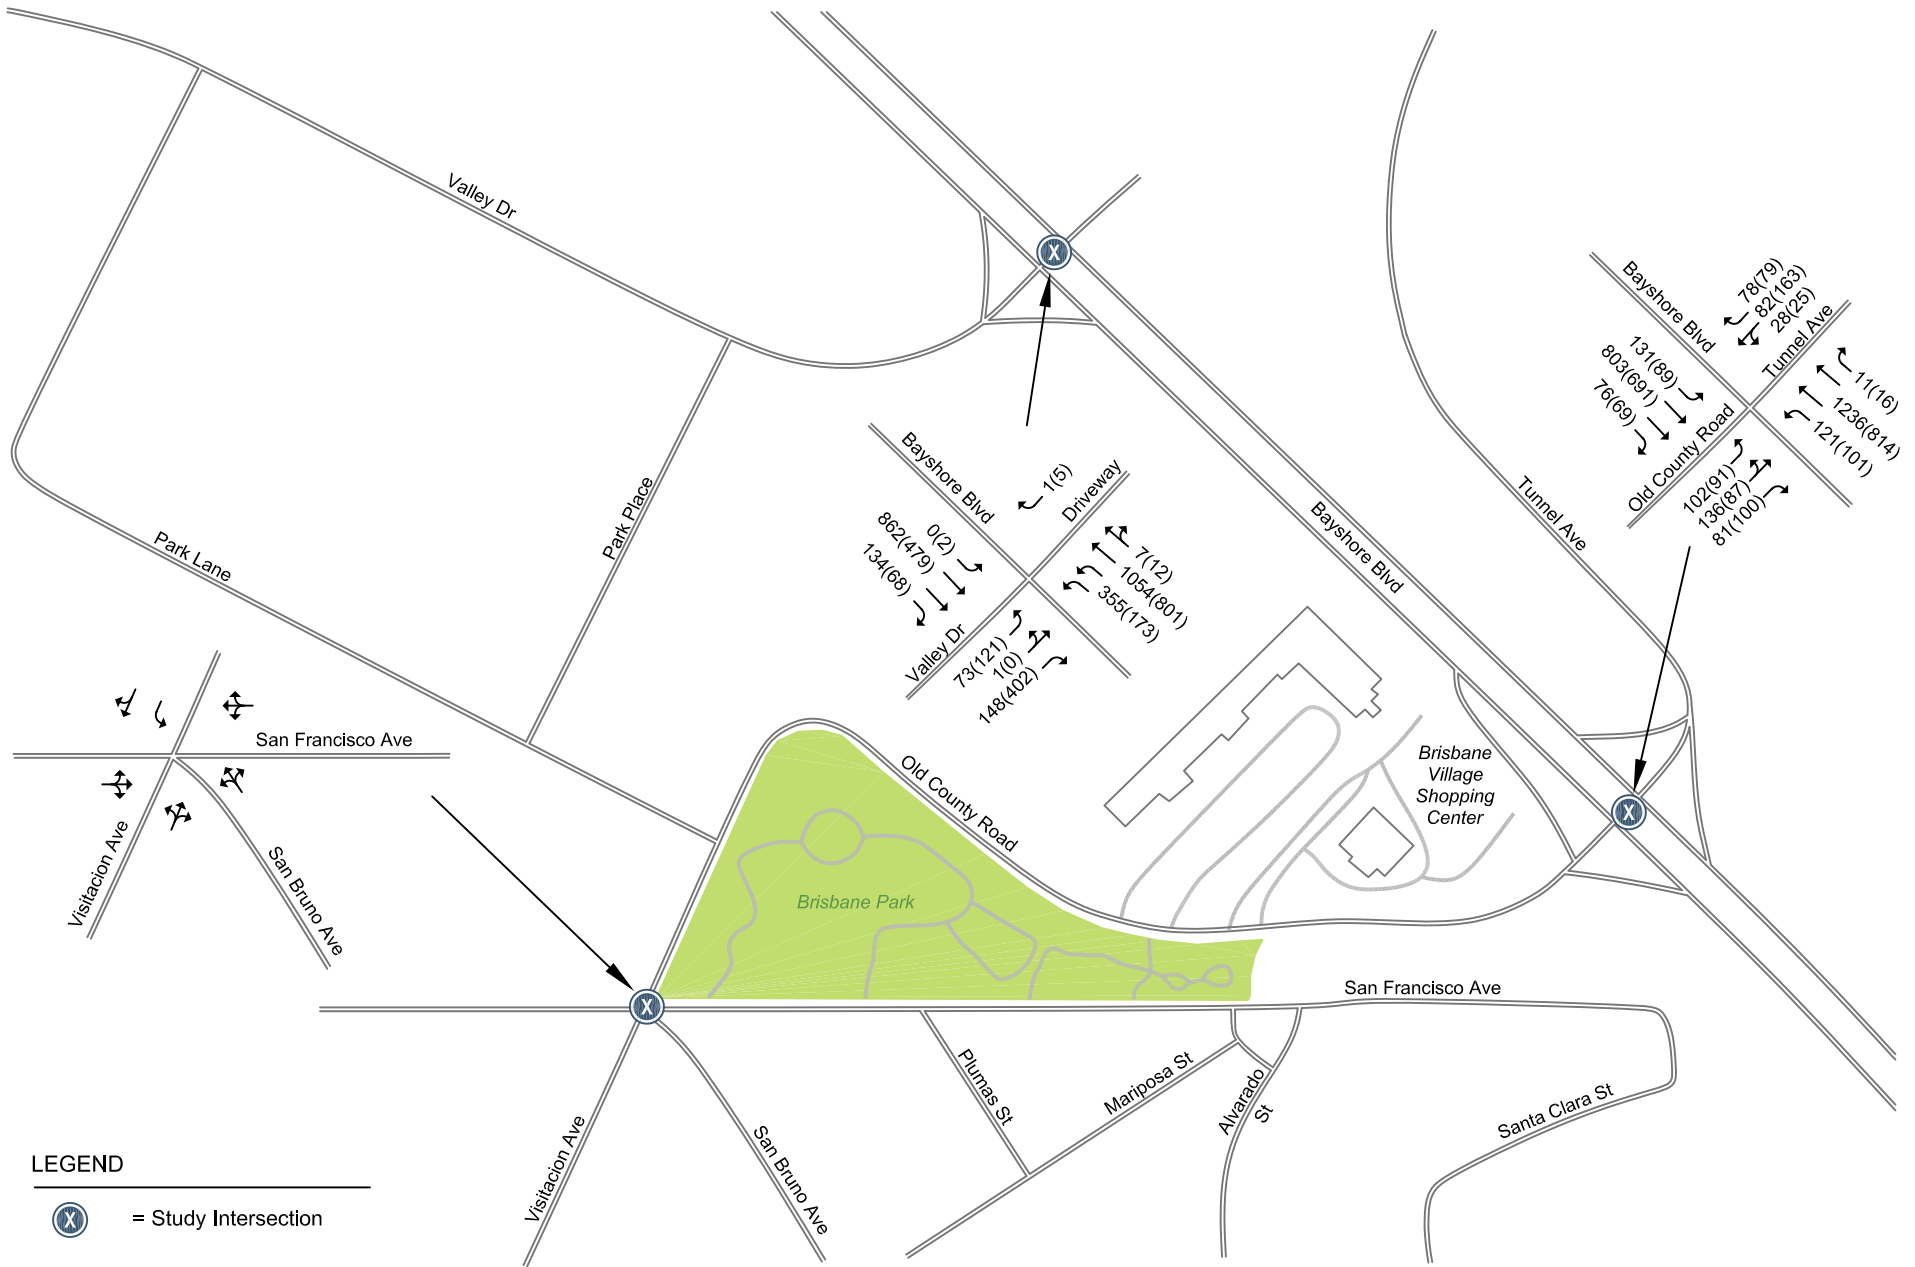 Valley Dr
Park Place
Park Lane
Bayshore Blvd
Tunnel Ave
Bayshore Blvd
78(79)
82(163)
28(25)
Tunnel Ave
131(89)
803(691)
76(69)
11(16)
1236(814)
121(101)
Old County Road
102(91)
136(87)
81(100)
Bayshore Blvd
1(5)
Driveway
0(2)
862(479)
134(68)
7(12)
1054(801)
355(173)
Valley Dr
73(121)
1(0)
148(402)
San Francisco Ave
Visitacion Ave
San Bruno Ave
Old County Road
Brisbane
Village
Shopping
Center
Brisbane Park
San Francisco Ave
Plumas St
Mariposa St
Alvarado
St
Santa Clara St
Visitacion Ave
San Bruno Ave
X
X
X
LEGEND
X = Study Intersection